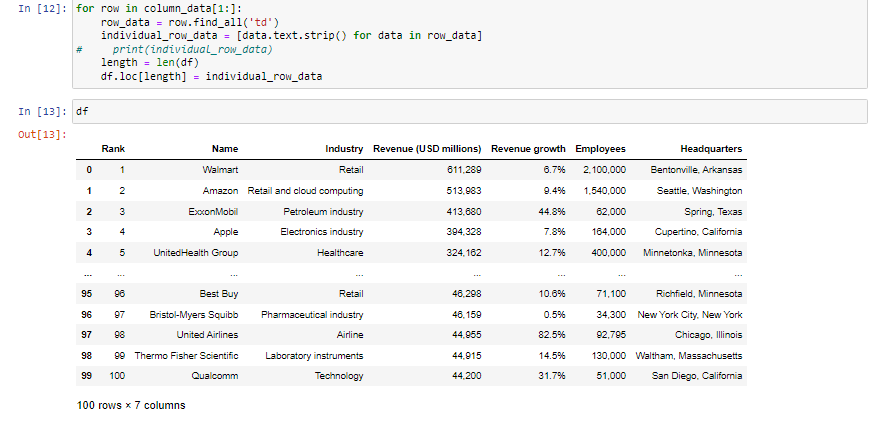 In [12]: for row in column_data[1:]:
row_data = row.find_all('td')
individual_row_data = [data.text.strip() for data in row_data]
# print(individual_row_data)
length = len(df)
df.loc[length] = individual_row_data
In [13]: df
Out[13]:
Rank Name Industry Revenue (USD millions) Revenue growth Employees Headquarters
0 1 Walmart Retail 611,289 6.7% 2,100,000 Bentonville, Arkansas
1 2 Amazon Retail and cloud computing 513,983 9.4% 1,540,000 Seattle, Washington
2 3 ExxonMobil Petroleum industry 413,680 44.8% 62,000 Spring, Texas
3 4 Apple Electronics industry 394,328 7.8% 164,000 Cupertino, California
4 5 UnitedHealth Group Healthcare 324,162 12.7% 400,000 Minnetonka, Minnesota
... ... ... ... ... ... ... ...
95 96 Best Buy Retail 46,298 10.6% 71,100 Richfield, Minnesota
96 97 Bristol-Myers Squibb Pharmaceutical industry 46,159 0.5% 34,300 New York City, New York
97 98 United Airlines Airline 44,955 82.5% 92,795 Chicago, Illinois
98 99 Thermo Fisher Scientific Laboratory instruments 44,915 14.5% 130,000 Waltham, Massachusetts
99 100 Qualcomm Technology 44,200 31.7% 51,000 San Diego, California
100 rows × 7 columns